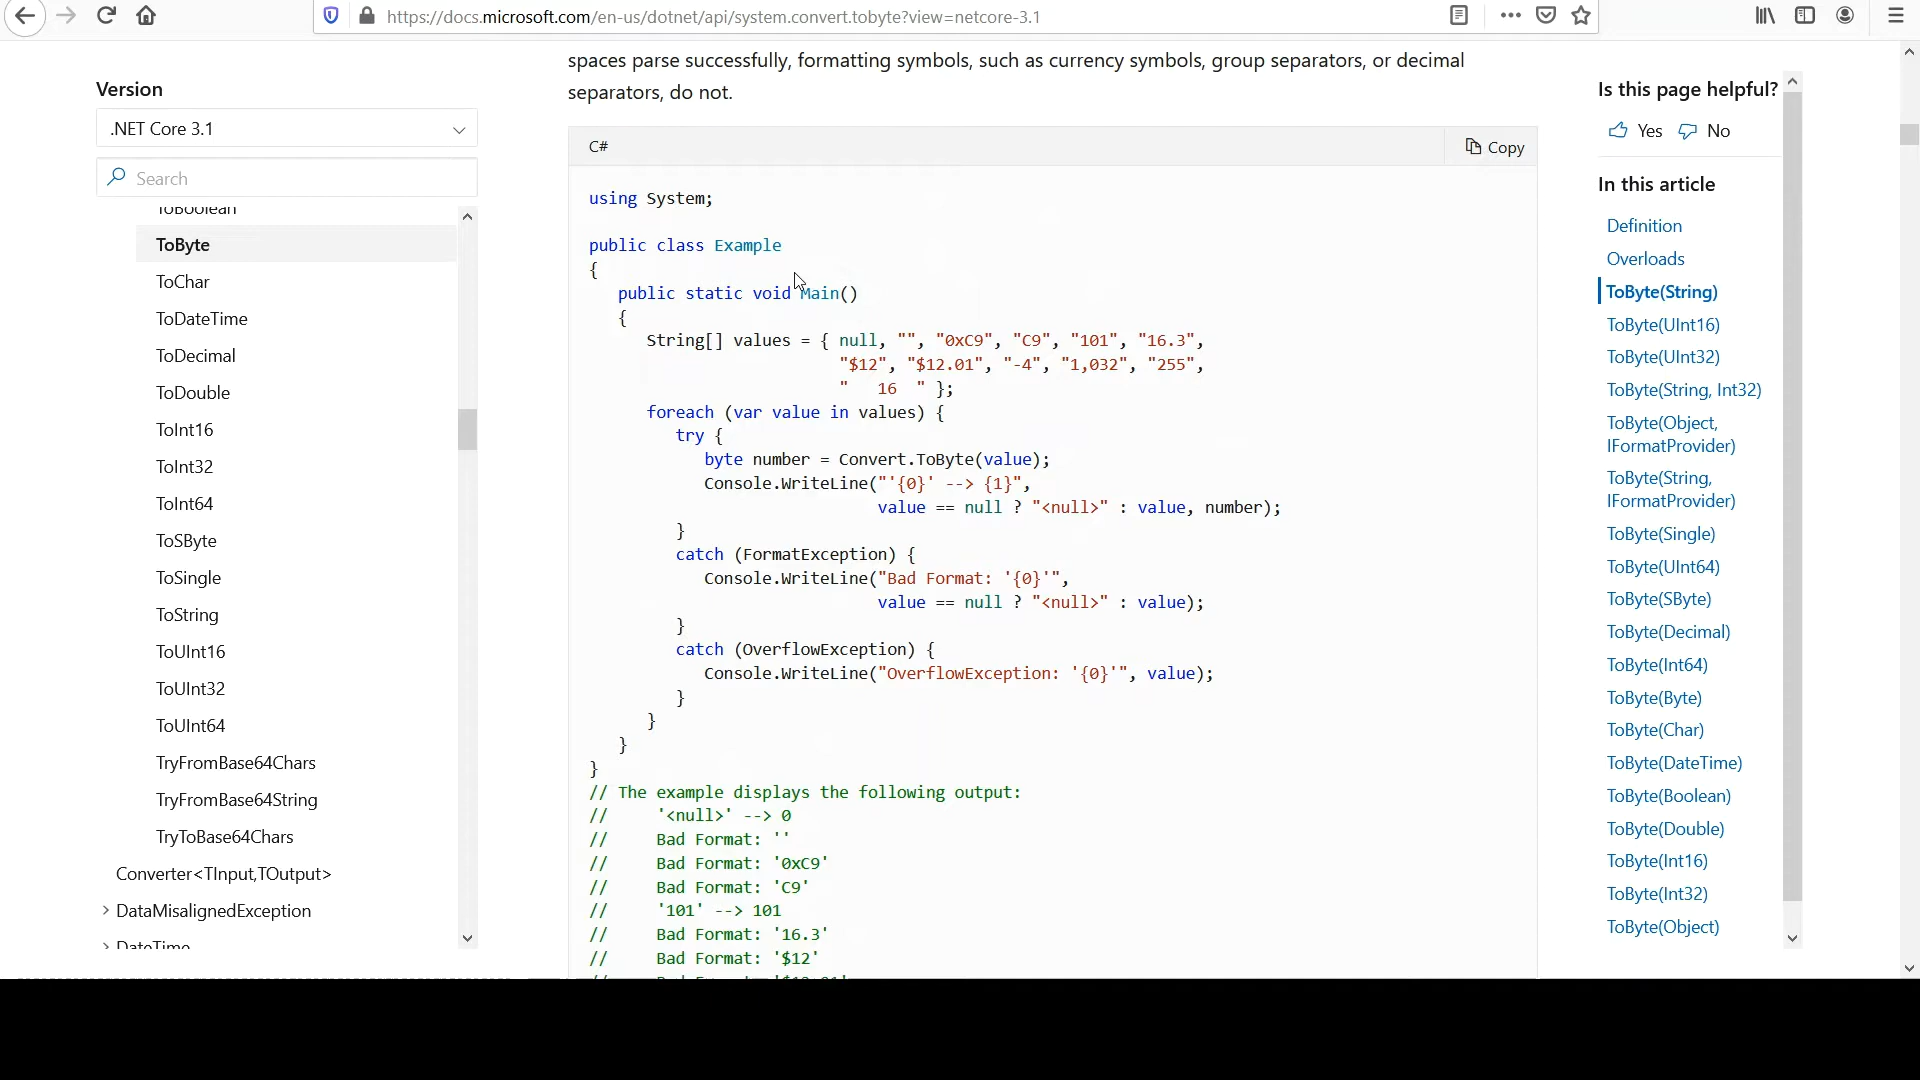 https://docs.microsoft.com/en-us/dotnet/api/system.convert.tobyte?view=netcore-3.1
Version
.NET Core 3.1
Search
ToBoolean
ToByte
ToChar
ToDateTime
ToDecimal
ToDouble
ToInt16
ToInt32
ToInt64
ToSByte
ToSingle
ToString
ToUInt16
ToUInt32
ToUInt64
TryFromBase64Chars
TryFromBase64String
TryToBase64Chars
Converter<TInput,TOutput>
DataMisalignedException
DateTime
spaces parse successfully, formatting symbols, such as currency symbols, group separators, or decimal
separators, do not.
C#
Copy
using System;
public class Example
{
public static void Main()
{
String[] values = { null, "", "0xC9", "C9", "101", "16.3",
"$12", "$12.01", "-4", "1,032", "255",
"   16  " };
foreach (var value in values) {
try {
byte number = Convert.ToByte(value);
Console.WriteLine("'{0}' --> {1}",
value == null ? "<null>" : value, number);
}
catch (FormatException) {
Console.WriteLine("Bad Format: '{0}'",
value == null ? "<null>" : value);
}
catch (OverflowException) {
Console.WriteLine("OverflowException: '{0}'", value);
}
}
}
}
// The example displays the following output:
//     '<null>' --> 0
//     Bad Format: ''
//     Bad Format: '0xC9'
//     Bad Format: 'C9'
//     '101' --> 101
//     Bad Format: '16.3'
//     Bad Format: '$12'
//     Bad Format: '$12.01'
Is this page helpful?
Yes No
In this article
Definition
Overloads
ToByte(String)
ToByte(UInt16)
ToByte(UInt32)
ToByte(String, Int32)
ToByte(Object,
IFormatProvider)
ToByte(String,
IFormatProvider)
ToByte(Single)
ToByte(UInt64)
ToByte(SByte)
ToByte(Decimal)
ToByte(Int64)
ToByte(Byte)
ToByte(Char)
ToByte(DateTime)
ToByte(Boolean)
ToByte(Double)
ToByte(Int16)
ToByte(Int32)
ToByte(Object)